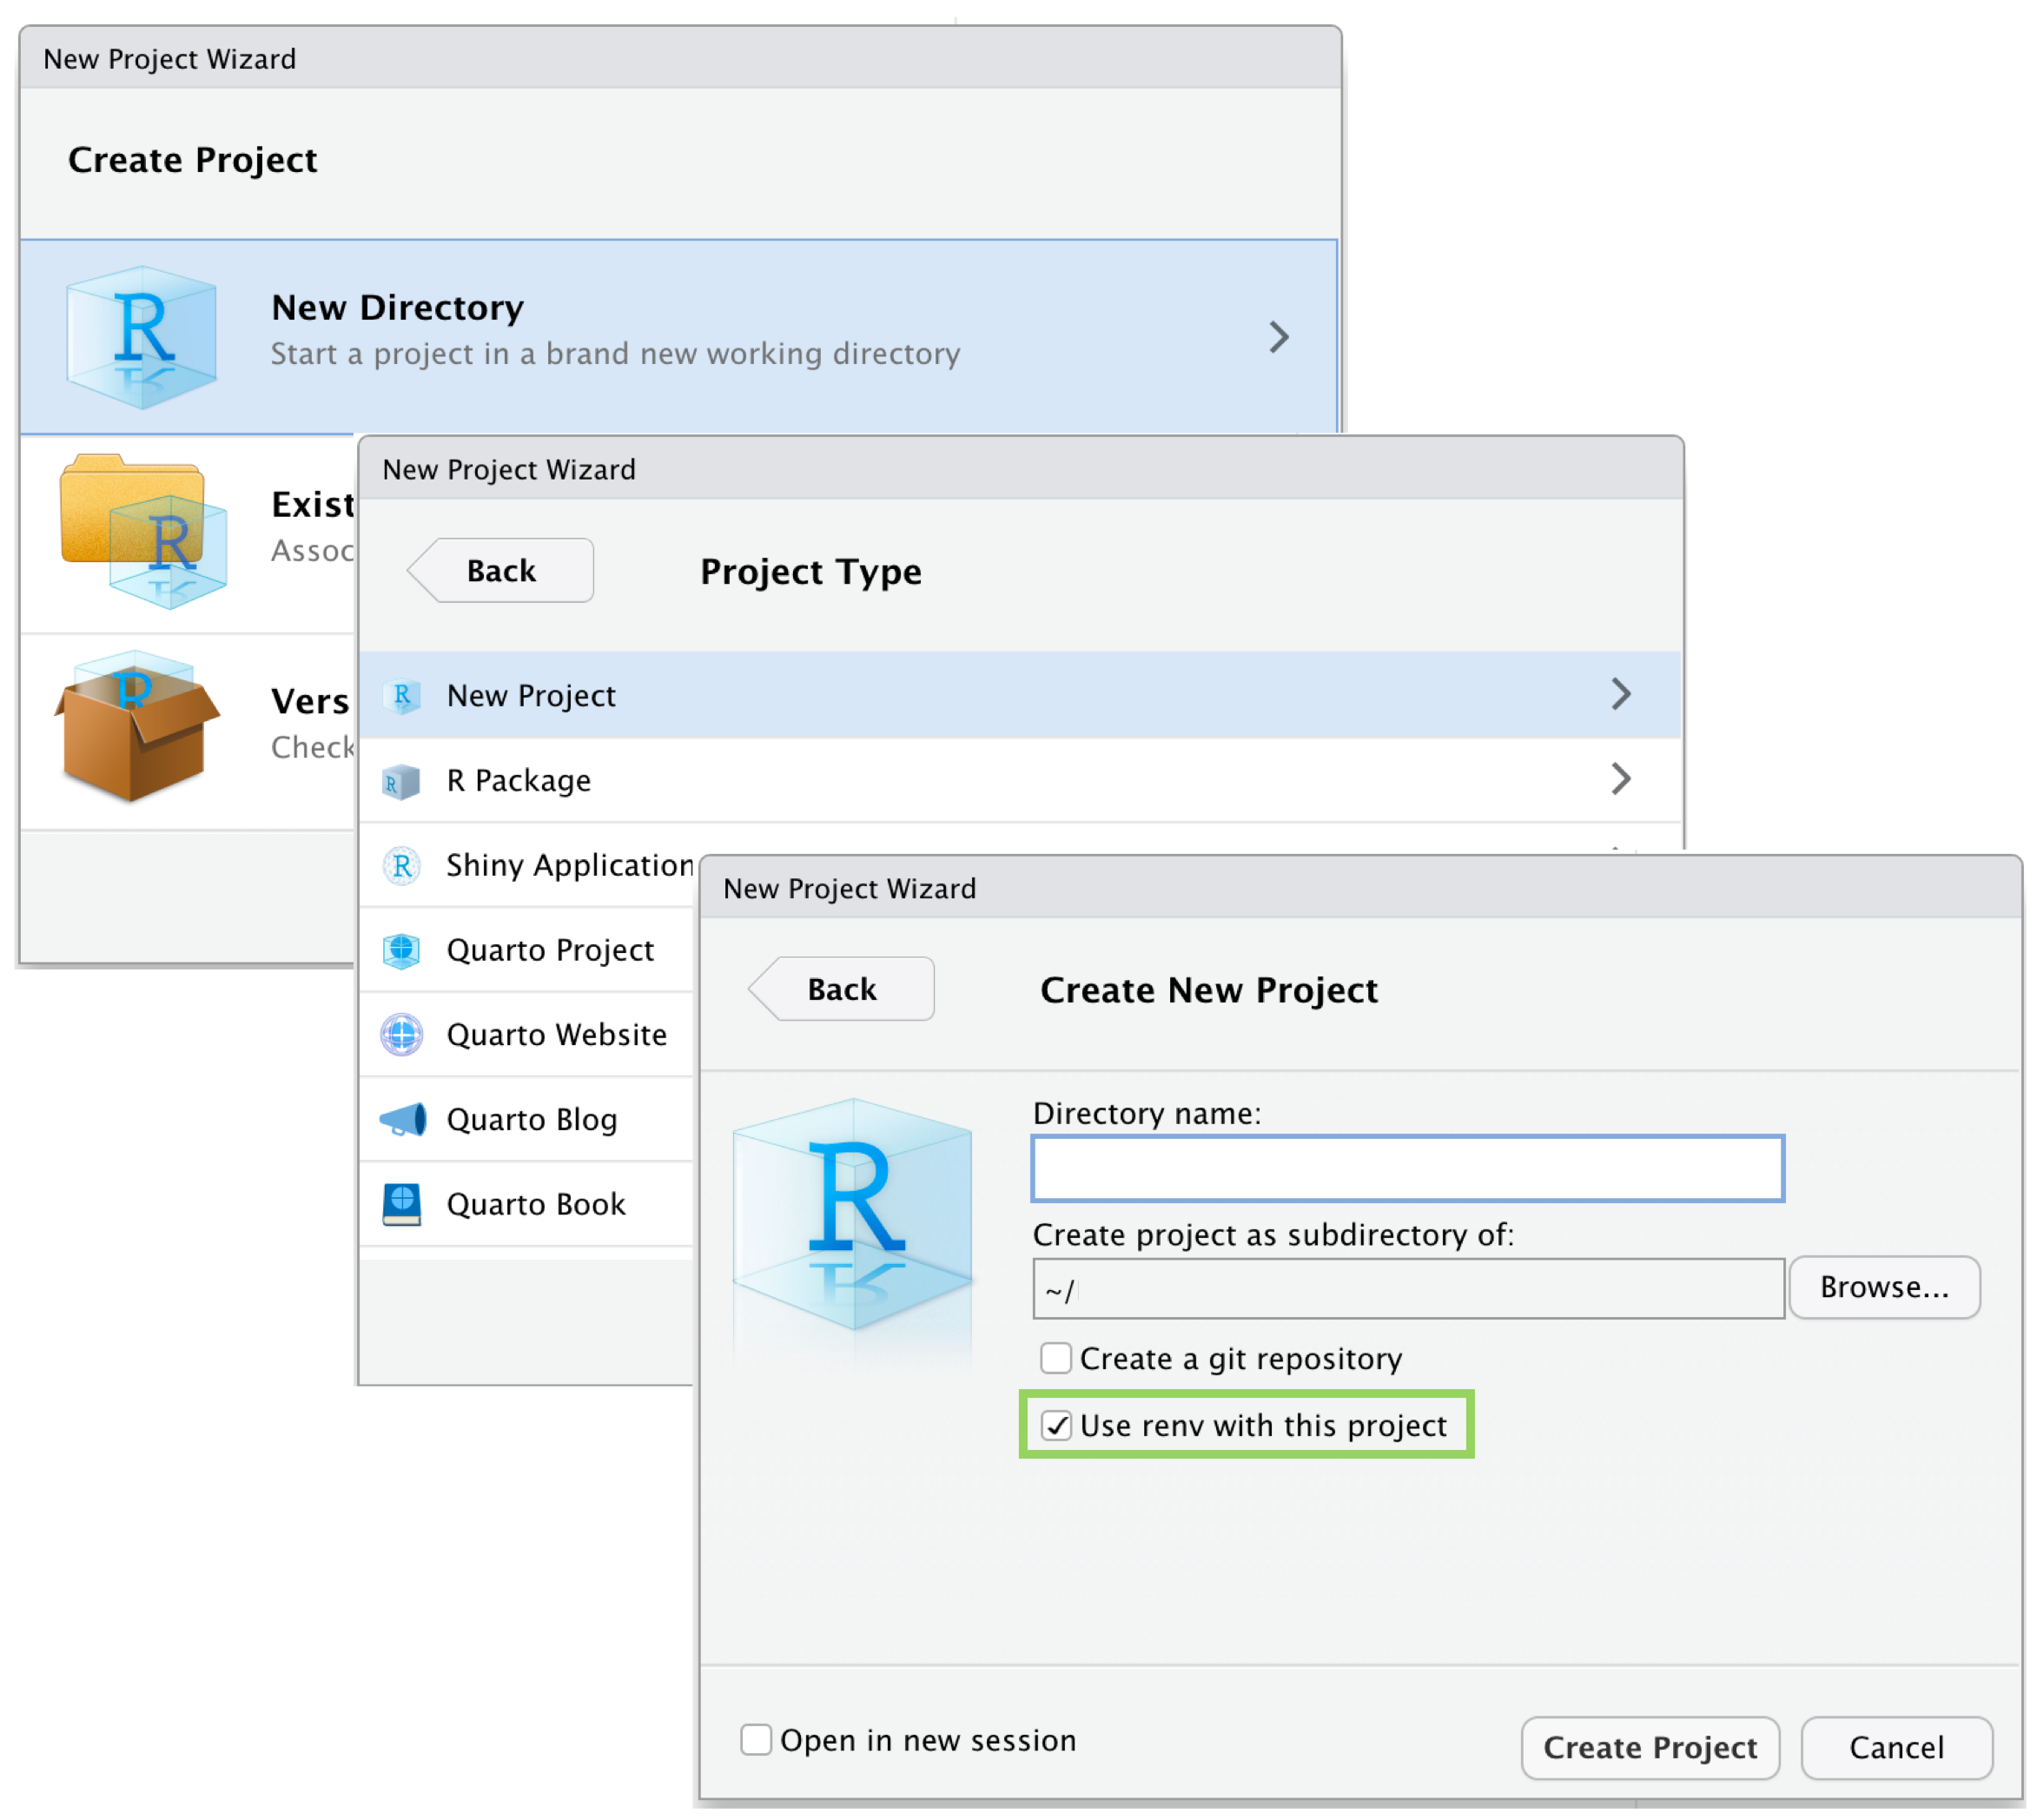 New Project Wizard
Create Project
New Directory
Start a project in a brand new working directory
Exist
Assoc
Vers
Check
New Project Wizard
Back
Project Type
New Project
R Package
Shiny Application
Quarto Project
Quarto Website
Quarto Blog
Quarto Book
New Project Wizard
Back
Create New Project
Directory name:
Create project as subdirectory of:
~/
Browse...
Create a git repository
Use renv with this project
Open in new session
Create Project
Cancel